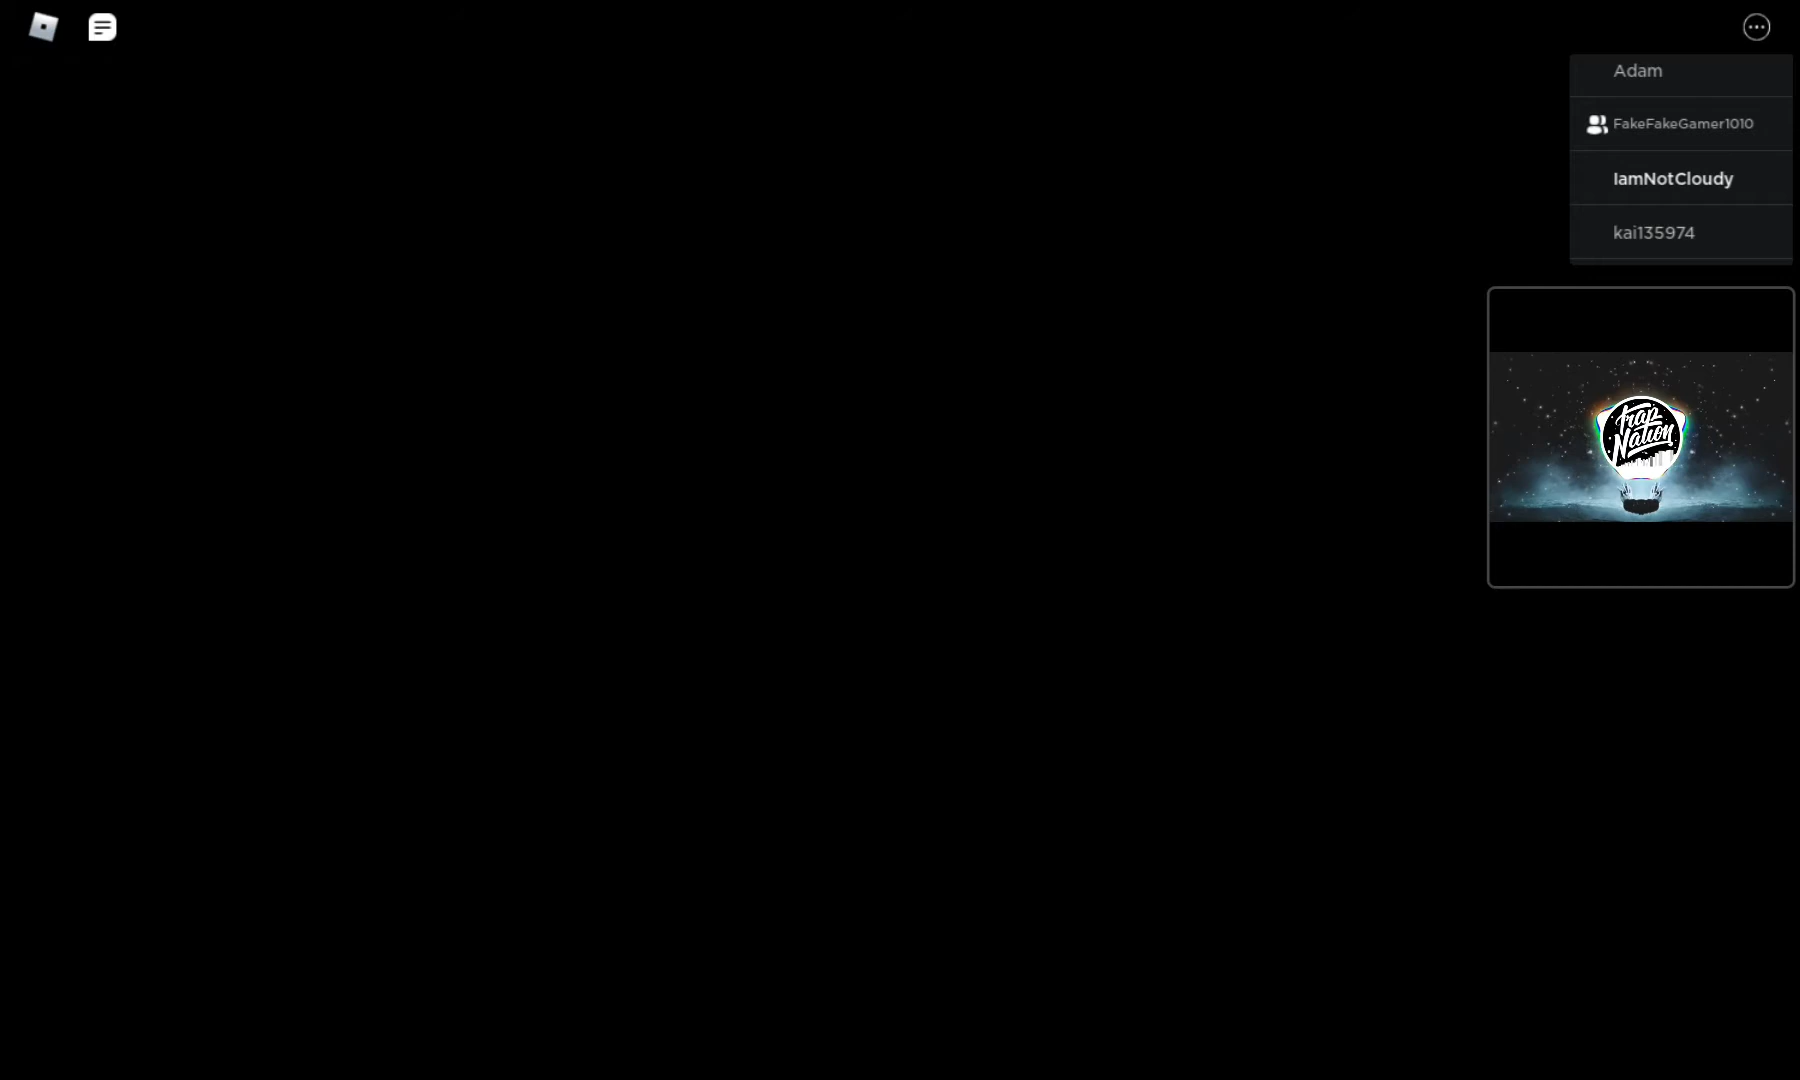 Adam
FakeFakeGamer1010
IamNotCloudy
kai135974
Trap
Nation